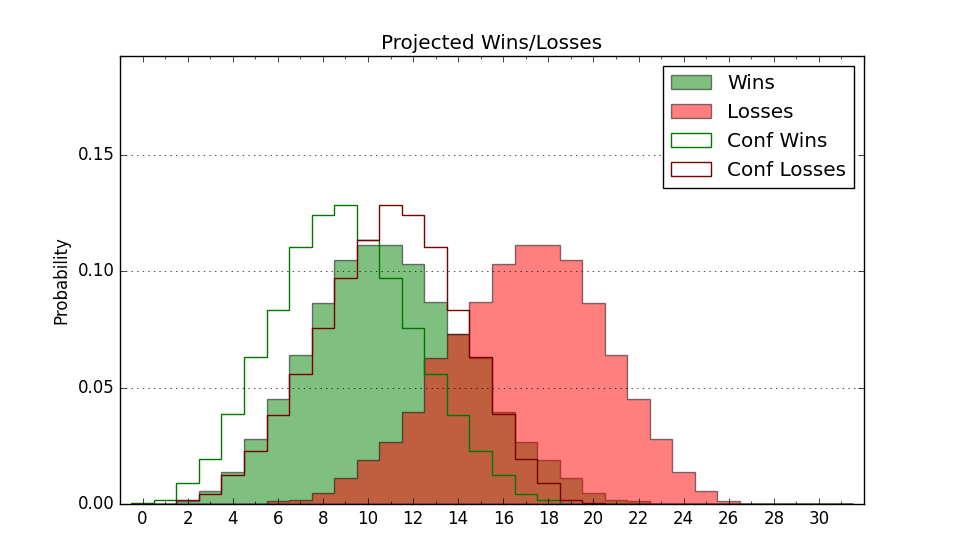 Projected Wins/Losses
Wins
Losses
Conf Wins
Conf Losses
Probability
0.15
0.10
0.05
0.00
0 2 4 6 8 10 12 14 16 18 20 22 24 26 28 30